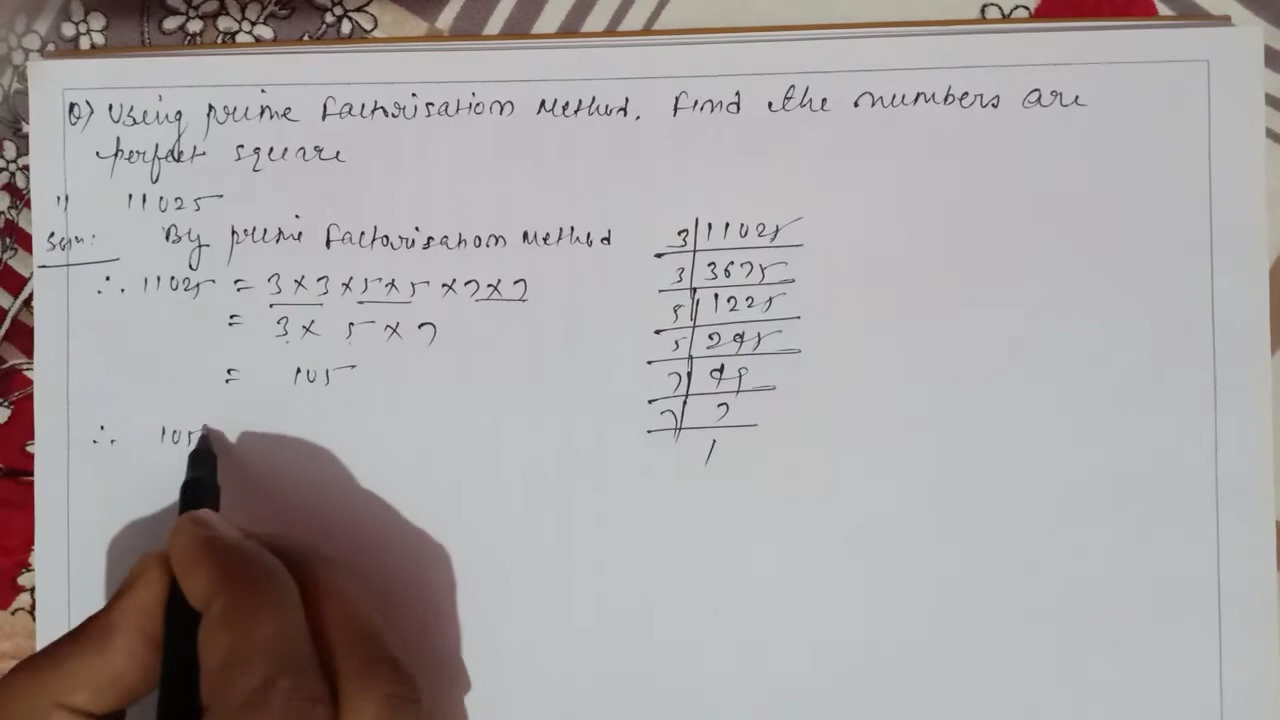 Q) Using prime factorisation Method, Find the numbers are
perfect square
1) 11025
Soln: By prime factorisation Method
∴ 11025 = 3 × 3 × 5 × 5 × 7 × 7
= 3 × 5 × 7
= 105
∴ 105
3 | 11025
3 | 3675
5 | 1225
5 | 245
7 | 49
7 | 7
1